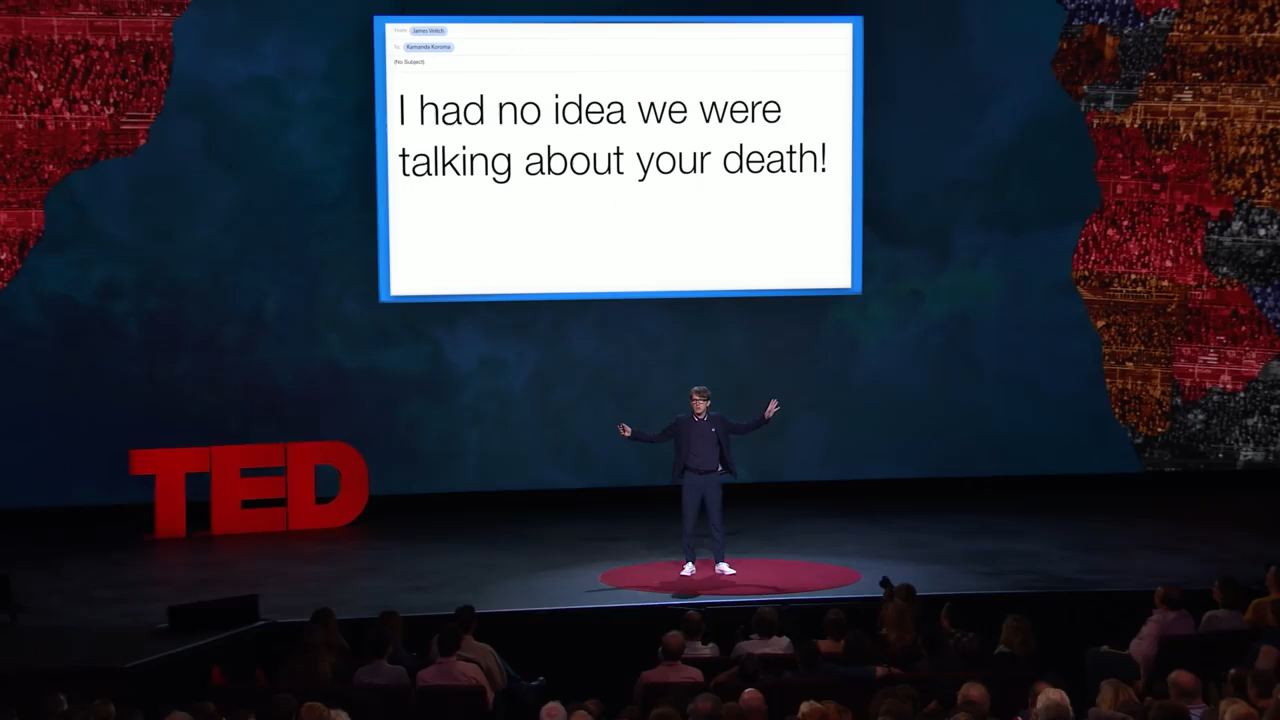 From: James Veitch
To: Kamanda Koroma
(No Subject)
I had no idea we were
talking about your death!
TED